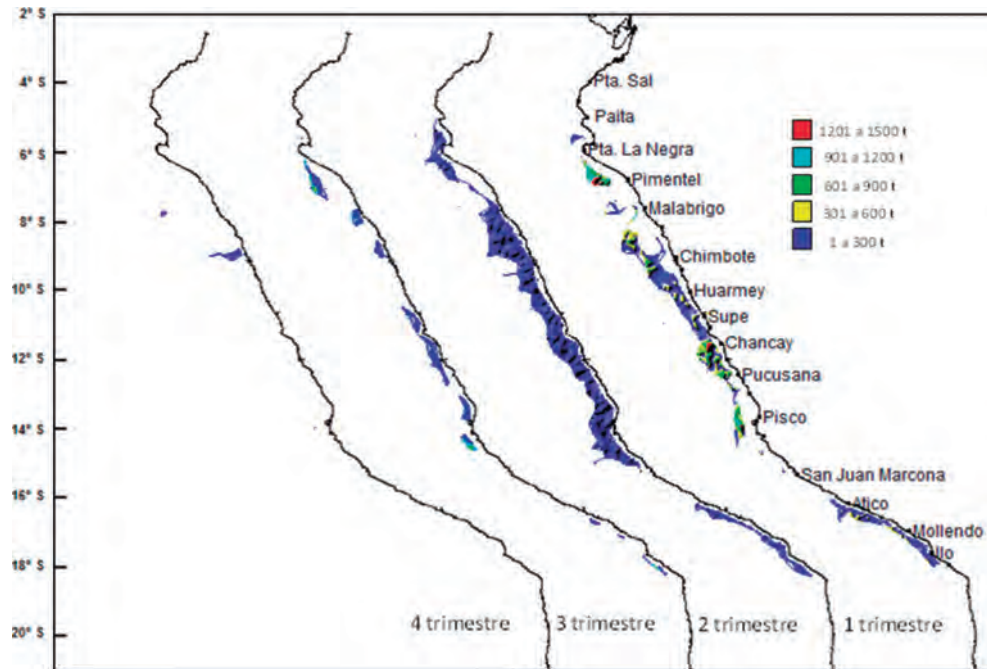 2° S
4° S
6° S
8° S
10° S
12° S
14° S
16° S
18° S
20° S
Pta. Sal
Paita
Pta. La Negra
Pimentel
Malabrigo
Chimbote
Huarmey
Supe
Chancay
Pucusana
Pisco
San Juan Marcona
Atico
Mollendo
Ilo
1201 a 1500 t
901 a 1200 t
601 a 900 t
301 a 600 t
1 a 300 t
4 trimestre
3 trimestre
2 trimestre
1 trimestre